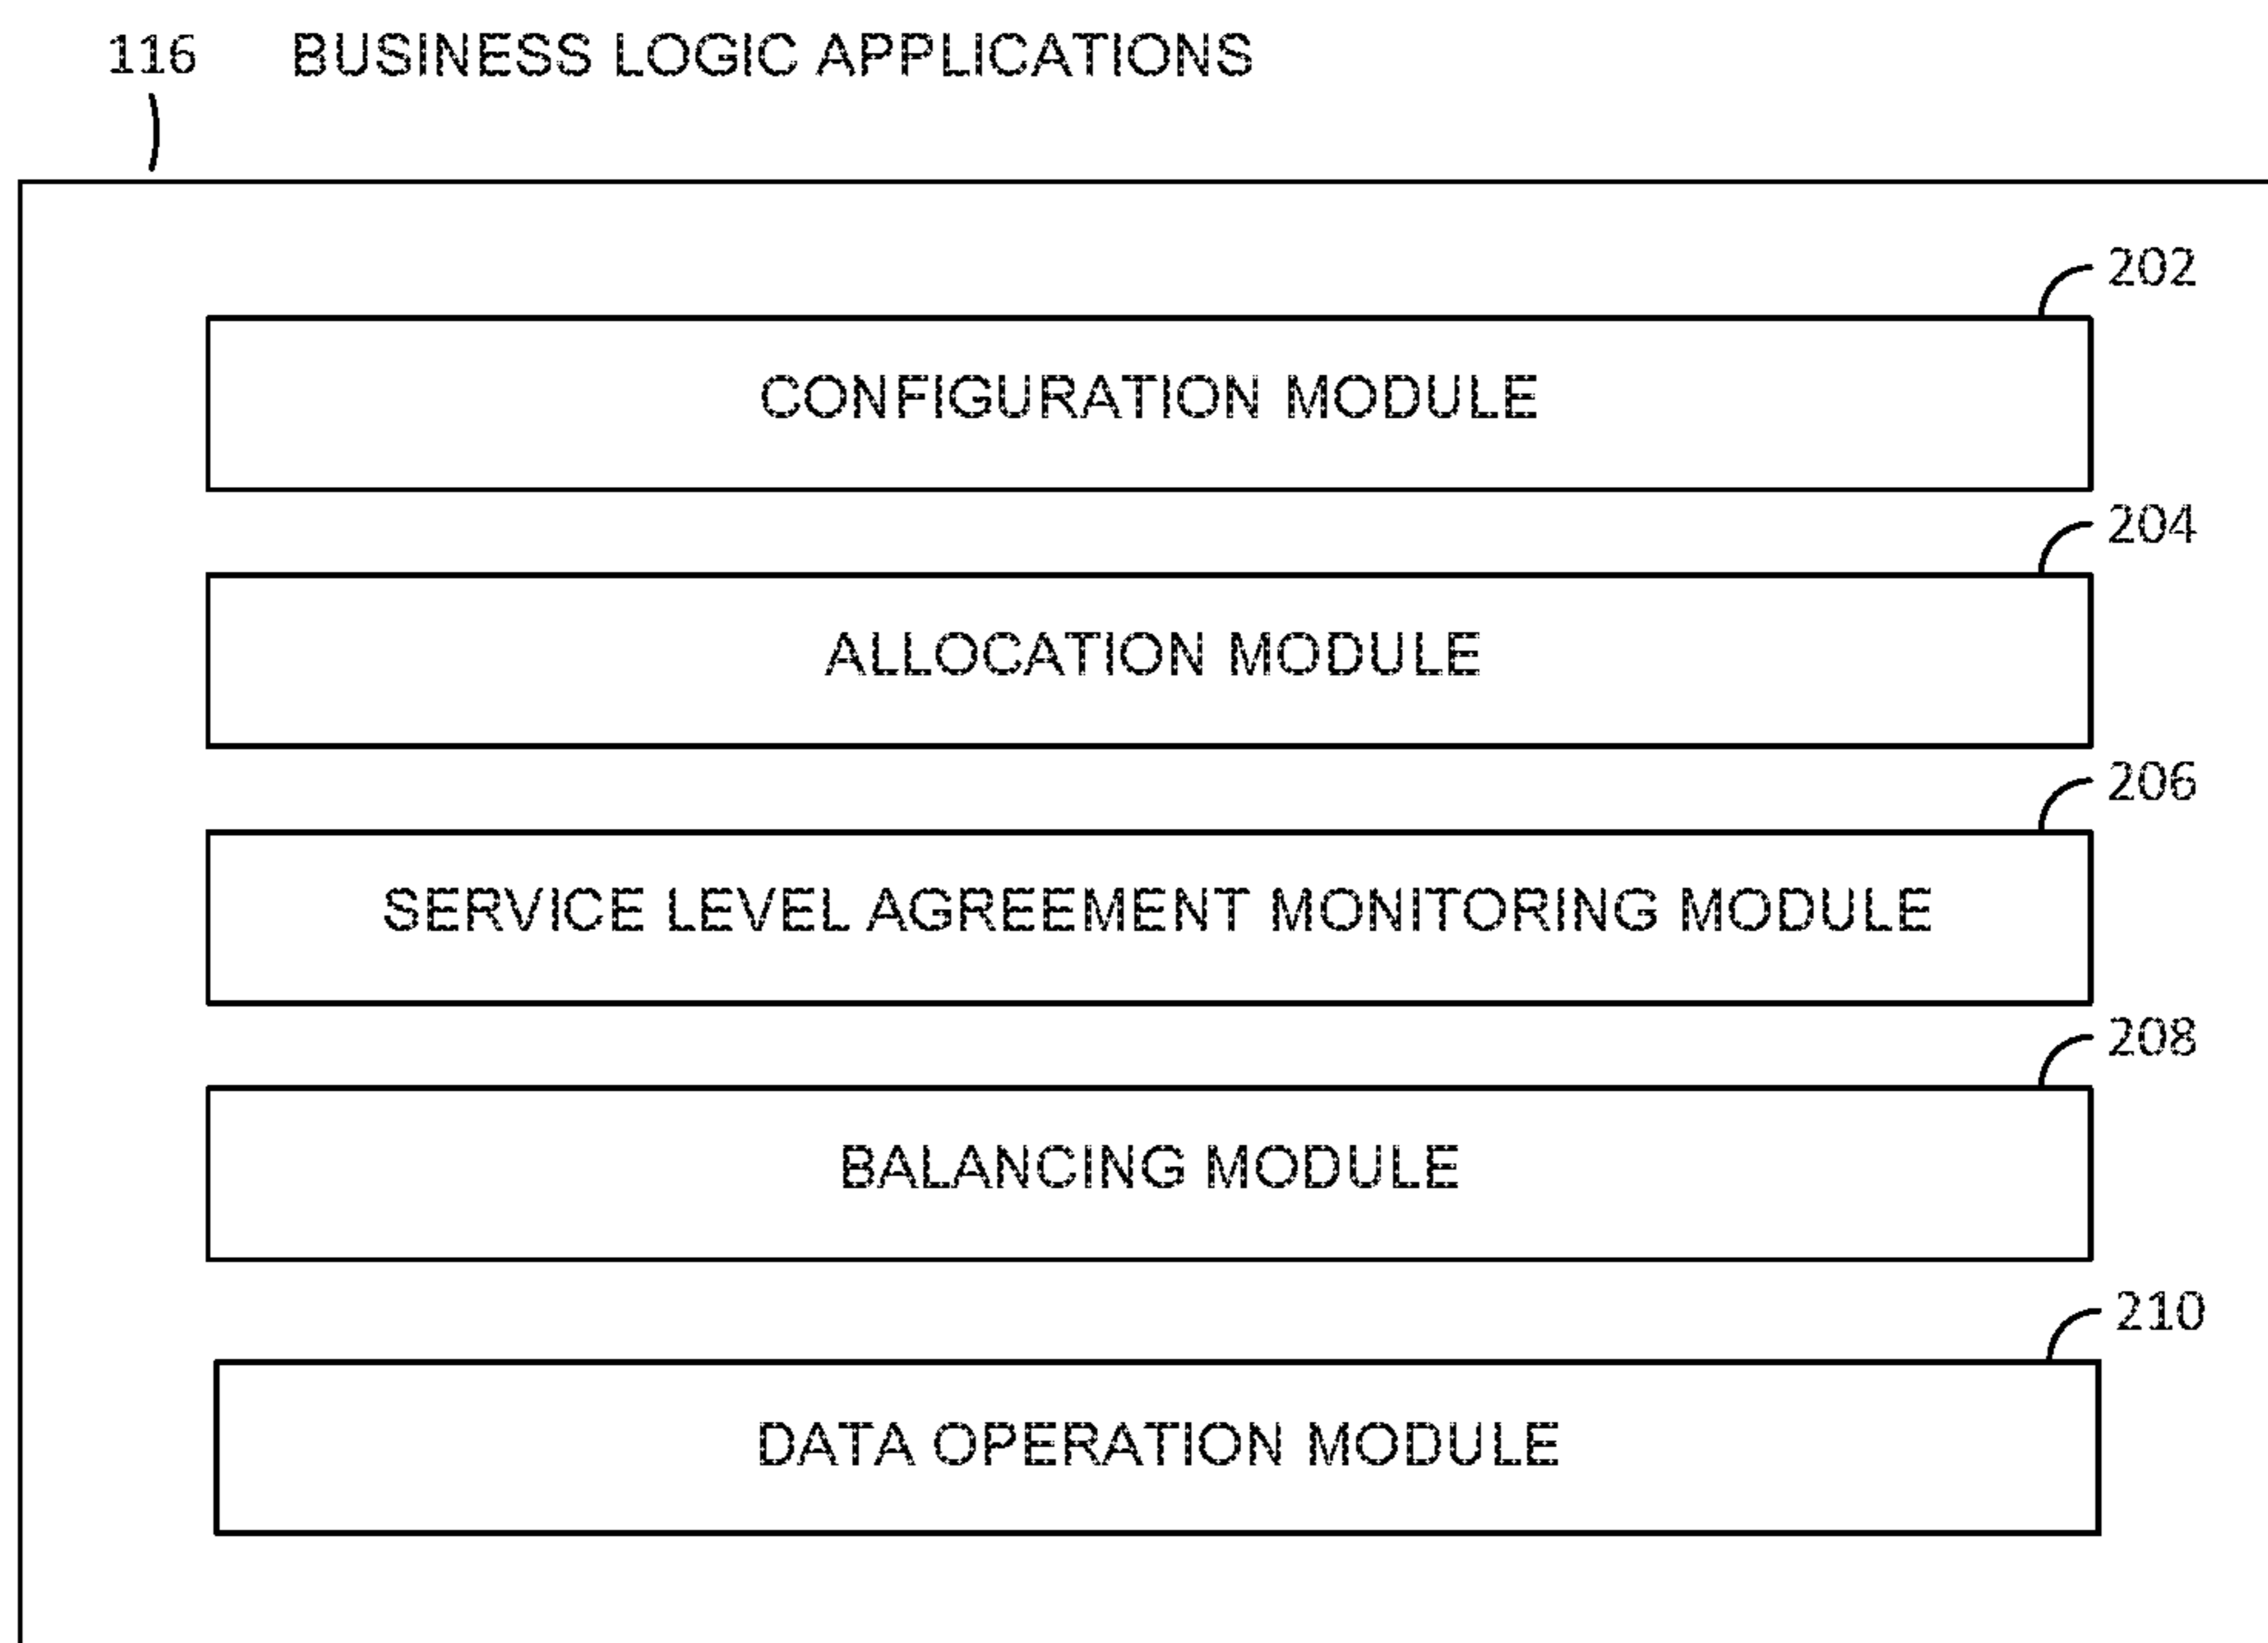 116 BUSINESS LOGIC APPLICATIONS
202
CONFIGURATION MODULE
204
ALLOCATION MODULE
206
SERVICE LEVEL AGREEMENT MONITORING MODULE
208
BALANCING MODULE
210
DATA OPERATION MODULE